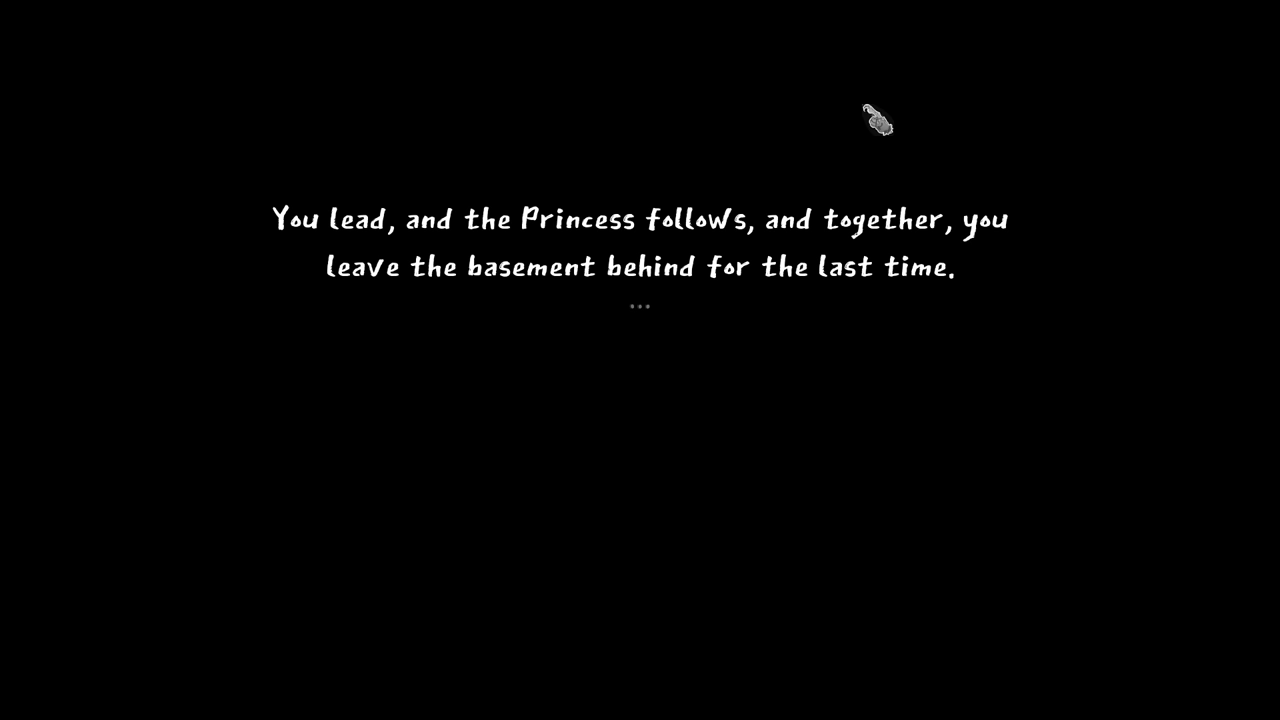 You lead, and the Princess follows, and together, you
leave the basement behind for the last time.
...